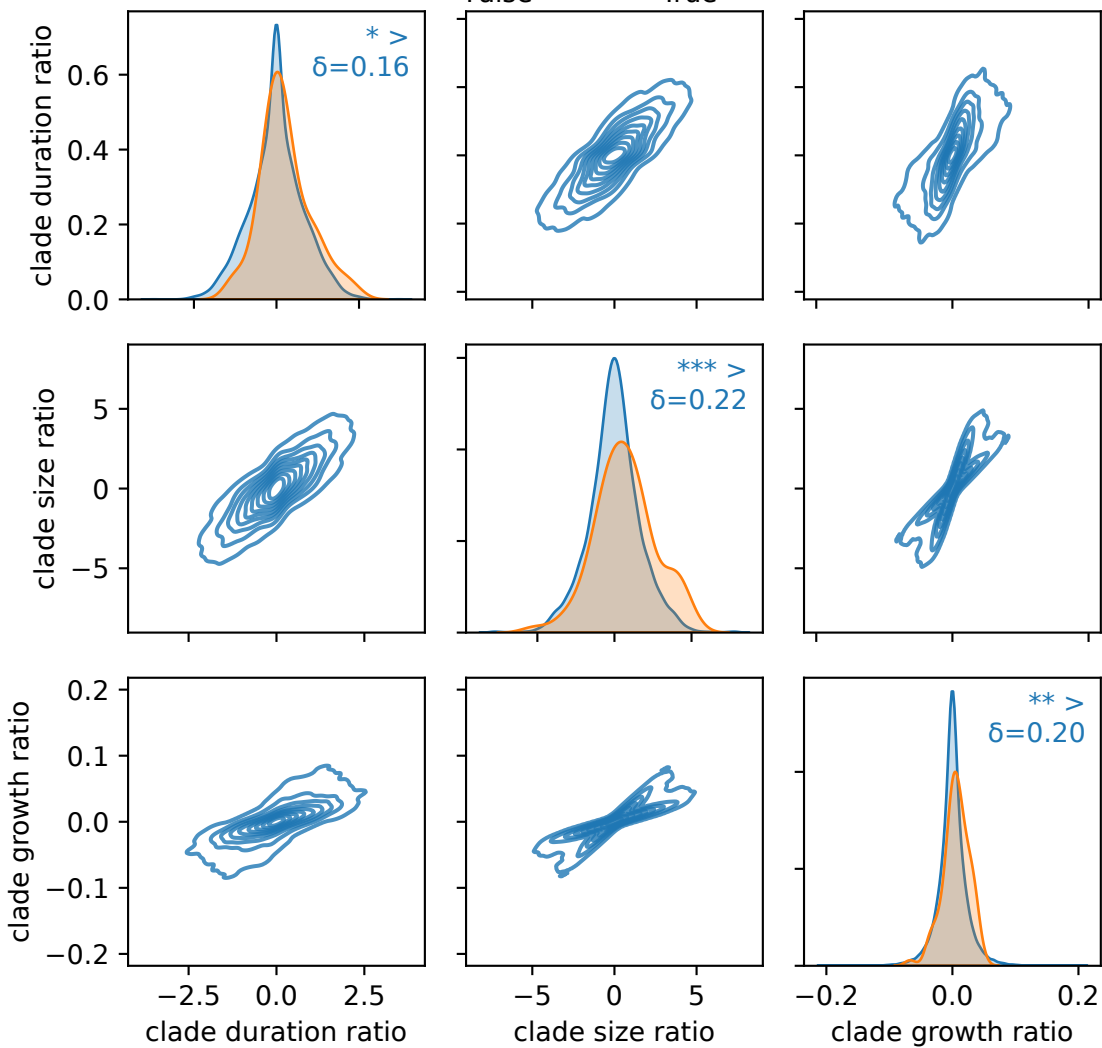 False True
clade duration ratio
0.6
0.4
0.2
0.0
* >
δ=0.16
clade size ratio
5
0
−5
*** >
δ=0.22
clade growth ratio
0.2
0.1
0.0
−0.1
−0.2
** >
δ=0.20
−2.5 0.0 2.5
−5 0 5
−0.2 0.0 0.2
clade duration ratio
clade size ratio
clade growth ratio